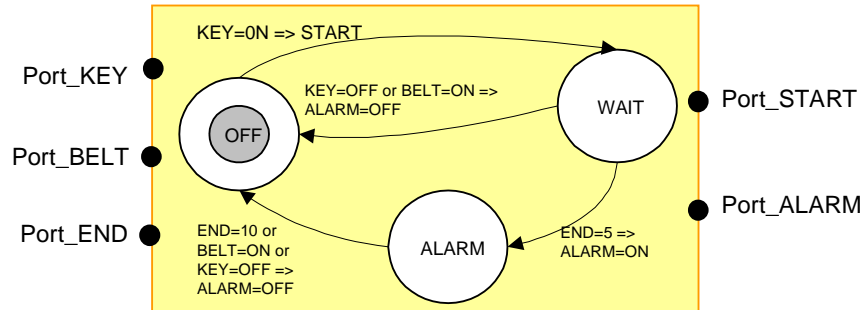 KEY=0N => START
Port_KEY
KEY=OFF or BELT=ON =>
ALARM=OFF
WAIT
Port_START
OFF
Port_BELT
Port_ALARM
Port_END
END=10 or
BELT=ON or
KEY=OFF =>
ALARM=OFF
ALARM
END=5 =>
ALARM=ON